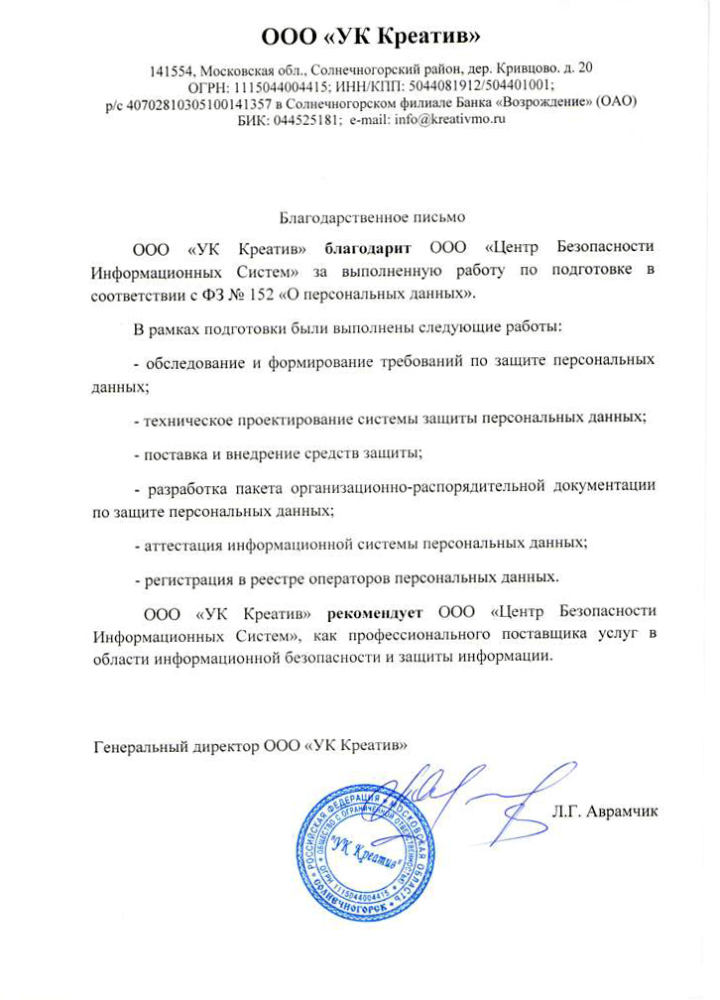 ООО «УК Креатив»
141554, Московская обл., Солнечногорский район, дер. Кривцово. д. 20
ОГРН: 1115044004415; ИНН/КПП: 5044081912/504401001;
р/с 40702810305100141357 в Солнечногорском филиале Банка «Возрождение» (ОАО)
БИК: 044525181; e-mail: info@kreativmo.ru
Благодарственное письмо
ООО «УК Креатив» благодарит ООО «Центр Безопасности
Информационных Систем» за выполненную работу по подготовке в
соответствии с ФЗ № 152 «О персональных данных».
В рамках подготовки были выполнены следующие работы:
- обследование и формирование требований по защите персональных
данных;
- техническое проектирование системы защиты персональных данных;
- поставка и внедрение средств защиты;
- разработка пакета организационно-распорядительной документации
по защите персональных данных;
- аттестация информационной системы персональных данных;
- регистрация в реестре операторов персональных данных.
ООО «УК Креатив» рекомендует ООО «Центр Безопасности
Информационных Систем», как профессионального поставщика услуг в
области информационной безопасности и защиты информации.
Генеральный директор ООО «УК Креатив»
Л.Г. Аврамчик
РОССИЙСКАЯ ФЕДЕРАЦИЯ * МОСКОВСКАЯ ОБЛАСТЬ
* СОЛНЕЧНОГОРСК *
ОБЩЕСТВО С ОГРАНИЧЕННОЙ ОТВЕТСТВЕННОСТЬЮ
* ОГРН 1115044004415 *
"УК Креатив"